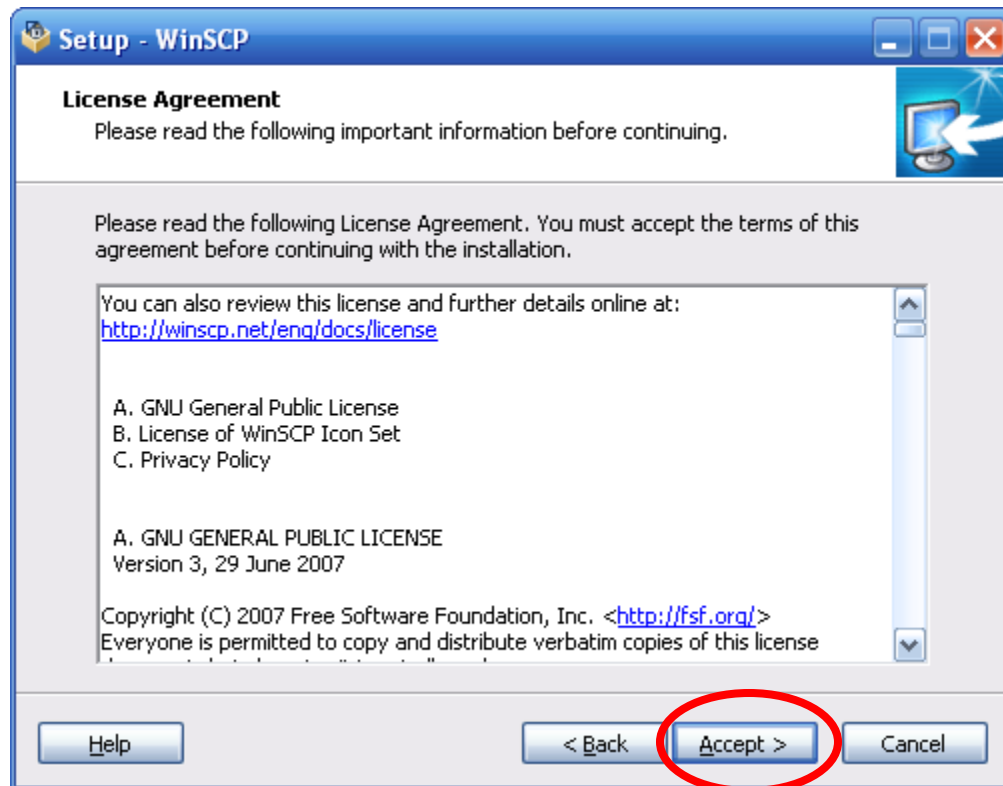 Setup - WinSCP
License Agreement
Please read the following important information before continuing.
Please read the following License Agreement. You must accept the terms of this
agreement before continuing with the installation.
You can also review this license and further details online at:
http://winscp.net/eng/docs/license
A. GNU General Public License
B. License of WinSCP Icon Set
C. Privacy Policy
A. GNU GENERAL PUBLIC LICENSE
Version 3, 29 June 2007
Copyright (C) 2007 Free Software Foundation, Inc. <http://fsf.org/>
Everyone is permitted to copy and distribute verbatim copies of this license
Help
< Back
Accept >
Cancel